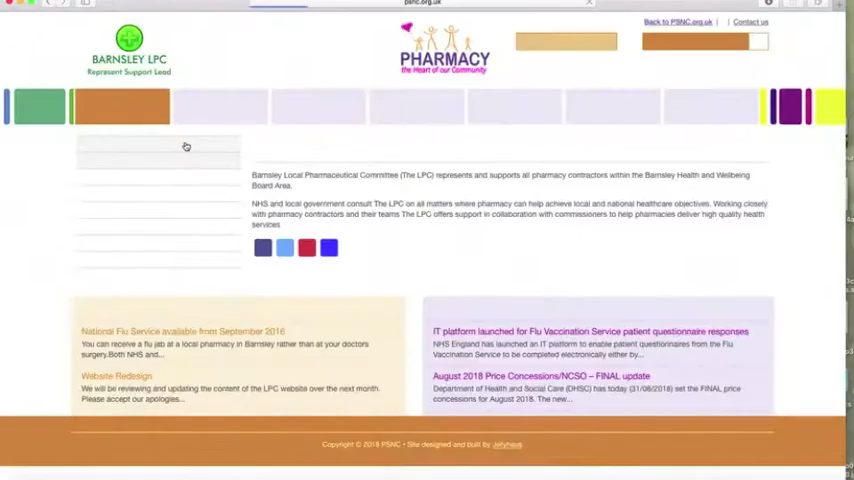 psnc.org.uk
Back to PSNC.org.uk | | Contact us
BARNSLEY LPC
Represent Support Lead
PHARMACY
the Heart of our Community
Barnsley Local Pharmaceutical Committee (The LPC) represents and supports all pharmacy contractors within the Barnsley Health and Wellbeing
Board Area.
NHS and local government consult The LPC on all matters where pharmacy can help achieve local and national healthcare objectives. Working closely
with pharmacy contractors and their teams The LPC offers support in collaboration with commissioners to help pharmacies deliver high quality health
services
National Flu Service available from September 2016
You can receive a flu jab at a local pharmacy in Barnsley rather than at your doctors
surgery.Both NHS and...
Website Redesign
We will be reviewing and updating the content of the LPC website over the next month.
Please accept our apologies...
IT platform launched for Flu Vaccination Service patient questionnaire responses
NHS England has launched an IT platform to enable patient questionnaires from the Flu
Vaccination Service to be completed electronically either by...
August 2018 Price Concessions/NCSO – FINAL update
Department of Health and Social Care (DHSC) has today (31/08/2018) set the FINAL price
concessions for August 2018. The new...
Copyright © 2018 PSNC • Site designed and built by Jellyhaus